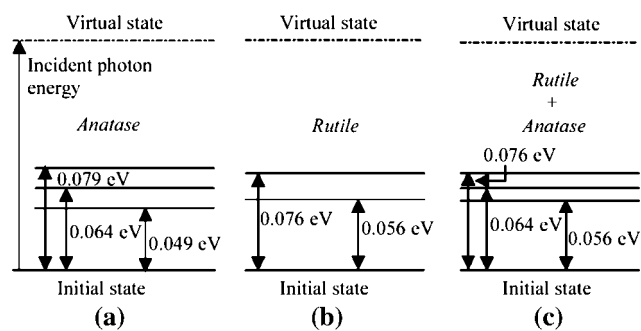 Virtual state
Incident photon
energy
Anatase
0.079 eV
0.064 eV
0.049 eV
Initial state
(a)
Virtual state
Rutile
0.076 eV
0.056 eV
Initial state
(b)
Virtual state
Rutile
+
Anatase
0.076 eV
0.064 eV
0.056 eV
Initial state
(c)